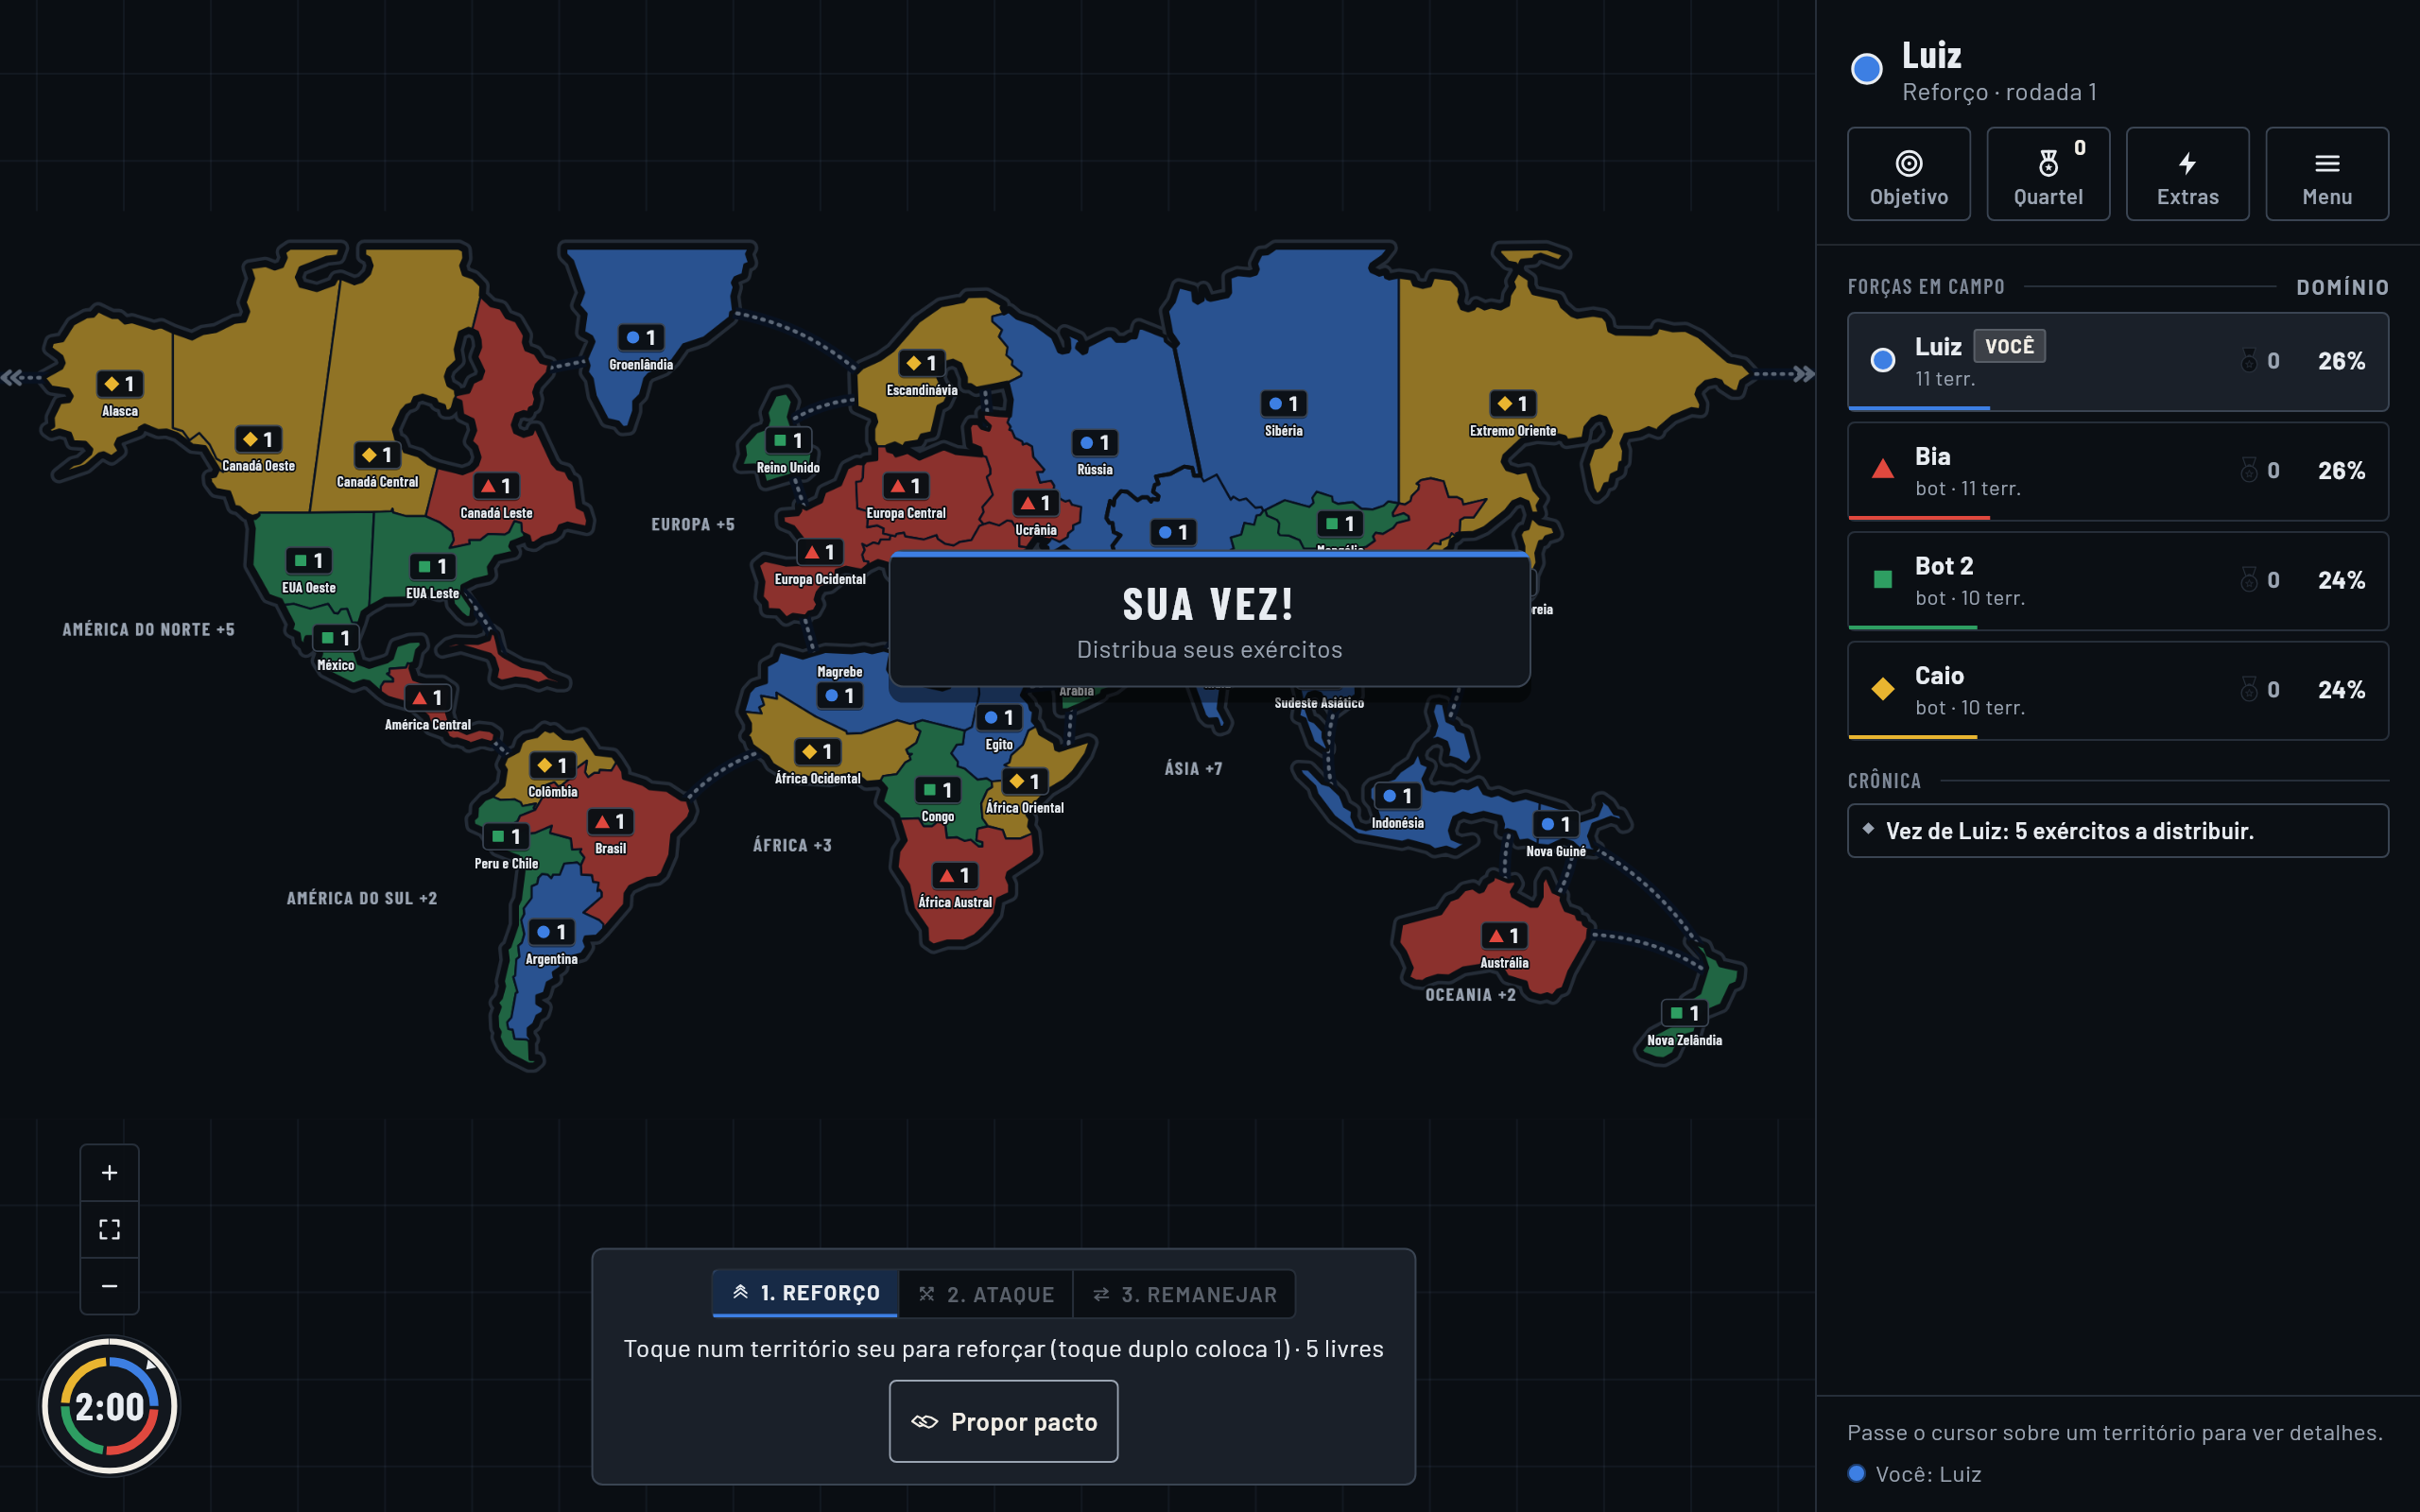 Luiz
Reforço · rodada 1
Objetivo
0
Quartel
Extras
Menu
FORÇAS EM CAMPO
DOMÍNIO
Luiz VOCÊ
11 terr.
0
26%
Bia
bot · 11 terr.
0
26%
Bot 2
bot · 10 terr.
0
24%
Caio
bot · 10 terr.
0
24%
CRÔNICA
Vez de Luiz: 5 exércitos a distribuir.
Passe o cursor sobre um território para ver detalhes.
Você: Luiz
1
Groenlândia
1
Alasca
1
Canadá Oeste
1
Canadá Central
1
Canadá Leste
1
EUA Oeste
1
EUA Leste
1
México
1
América Central
AMÉRICA DO NORTE +5
1
Escandinávia
1
Reino Unido
1
Europa Central
1
Ucrânia
1
Rússia
1
Europa Ocidental
EUROPA +5
1
Sibéria
1
Extremo Oriente
1
1
SUA VEZ!
Distribua seus exércitos
Arábia
Sudeste Asiático
ÁSIA +7
Magrebe
1
1
Egito
1
África Ocidental
1
África Oriental
1
Congo
1
África Austral
ÁFRICA +3
1
Colômbia
1
Brasil
1
Peru e Chile
1
Argentina
AMÉRICA DO SUL +2
1
Indonésia
1
Nova Guiné
1
Austrália
1
Nova Zelândia
OCEANIA +2
+
−
2:00
1. REFORÇO
2. ATAQUE
3. REMANEJAR
Toque num território seu para reforçar (toque duplo coloca 1) · 5 livres
Propor pacto